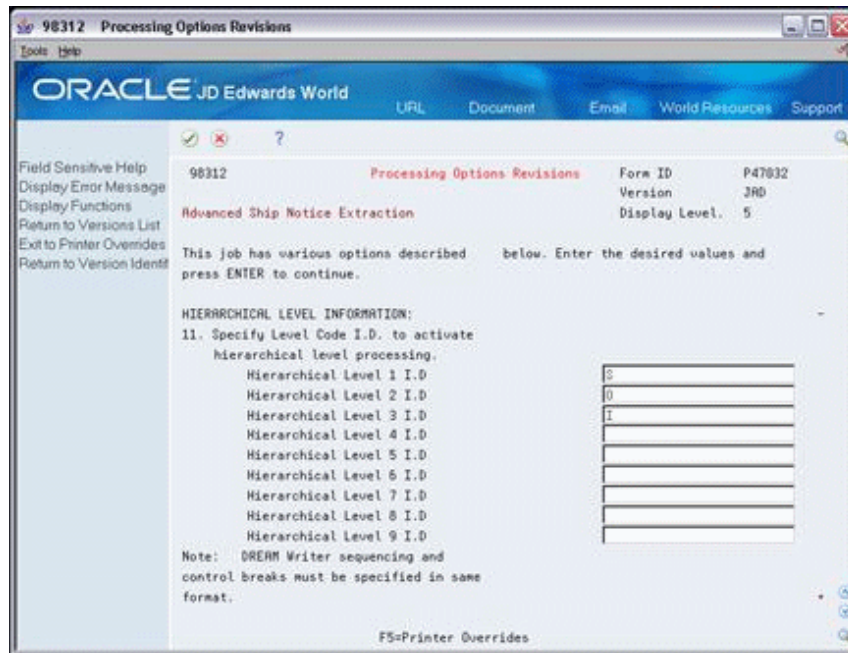 98312 Processing Options Revisions
Tools Help
ORACLE JD Edwards World
URL Document Email World Resources Support
?
Field Sensitive Help
Display Error Message
Display Functions
Return to Versions List
Exit to Printer Overrides
Return to Version Identif
98312 Processing Options Revisions Form ID P47032
Version JAD
Advanced Ship Notice Extraction Display Level. 5
This job has various options described below. Enter the desired values and
press ENTER to continue.
HIERARCHICAL LEVEL INFORMATION:
11. Specify Level Code I.D. to activate
hierarchical level processing.
Hierarchical Level 1 I.D S
Hierarchical Level 2 I.D O
Hierarchical Level 3 I.D I
Hierarchical Level 4 I.D
Hierarchical Level 5 I.D
Hierarchical Level 6 I.D
Hierarchical Level 7 I.D
Hierarchical Level 8 I.D
Hierarchical Level 9 I.D
Note: DREAM Writer sequencing and
control breaks must be specified in same
format.
F5=Printer Overrides